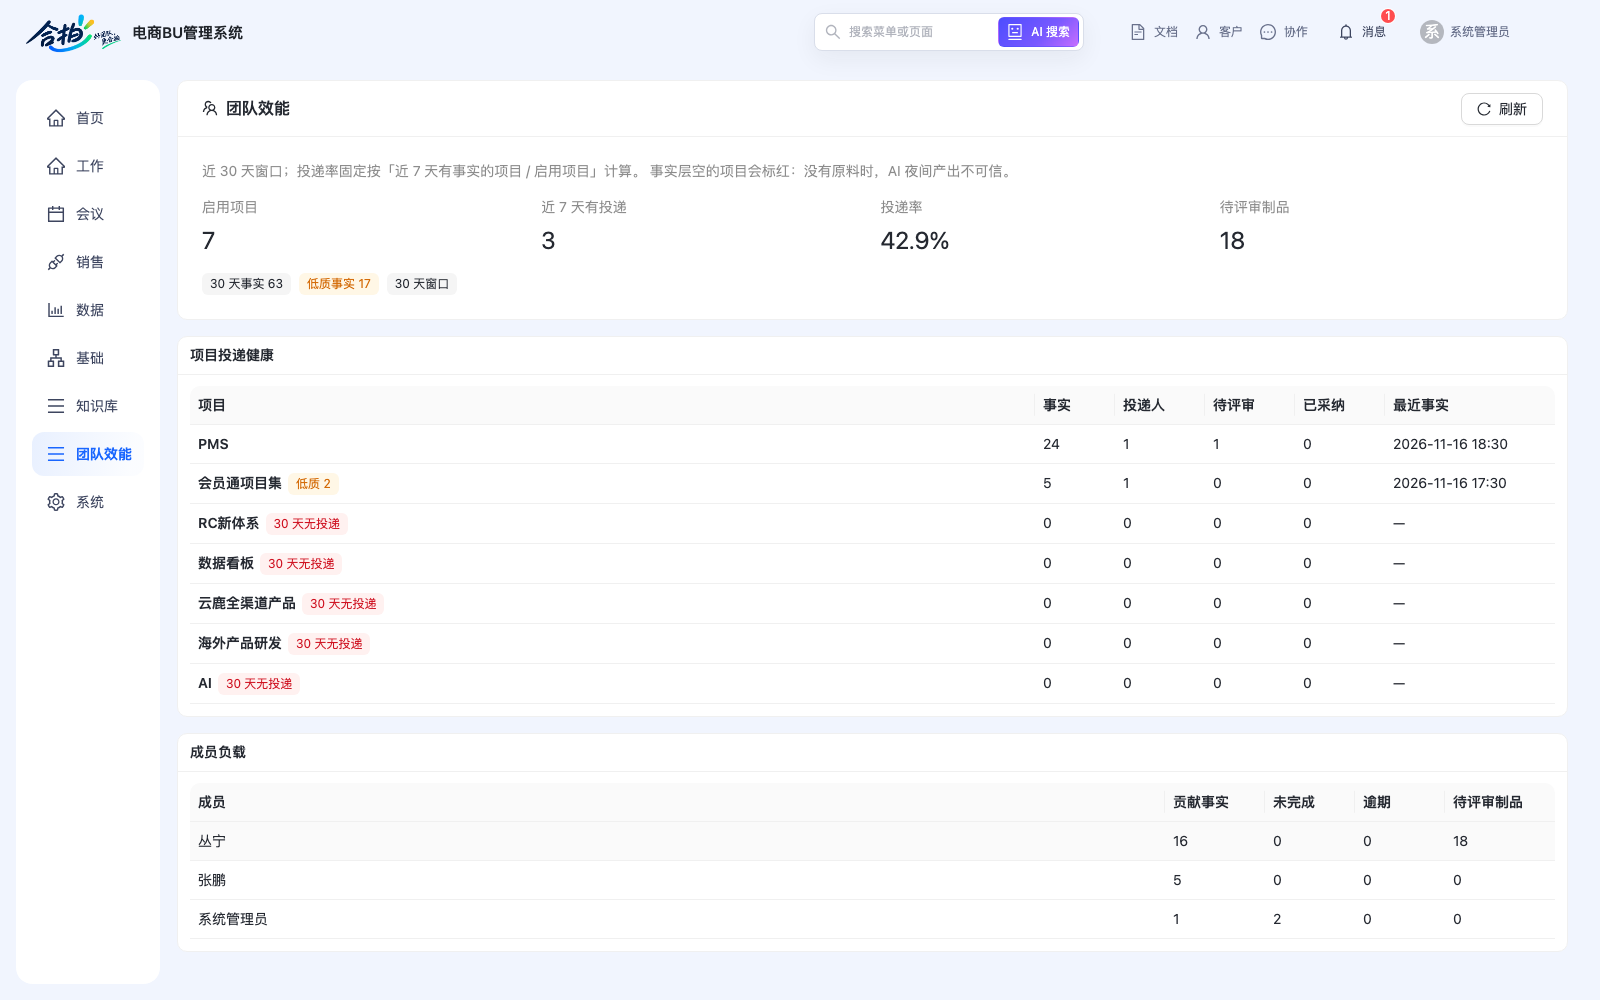 合拍 电商BU管理系统
搜索菜单或页面 AI 搜索 文档 客户 协作 消息 1 系 系统管理员
首页
工作
会议
销售
数据
基础
知识库
团队效能
系统
团队效能 刷新
近 30 天窗口；投递率固定按「近 7 天有事实的项目 / 启用项目」计算。 事实层空的项目会标红：没有原料时，AI 夜间产出不可信。
启用项目 近 7 天有投递 投递率 待评审制品
7 3 42.9% 18
30 天事实 63 低质事实 17 30 天窗口
项目投递健康
项目 事实 投递人 待评审 已采纳 最近事实
PMS 24 1 1 0 2026-11-16 18:30
会员通项目集 低质 2 5 1 0 0 2026-11-16 17:30
RC新体系 30 天无投递 0 0 0 0 —
数据看板 30 天无投递 0 0 0 0 —
云鹿全渠道产品 30 天无投递 0 0 0 0 —
海外产品研发 30 天无投递 0 0 0 0 —
AI 30 天无投递 0 0 0 0 —
成员负载
成员 贡献事实 未完成 逾期 待评审制品
丛宁 16 0 0 18
张鹏 5 0 0 0
系统管理员 1 2 0 0